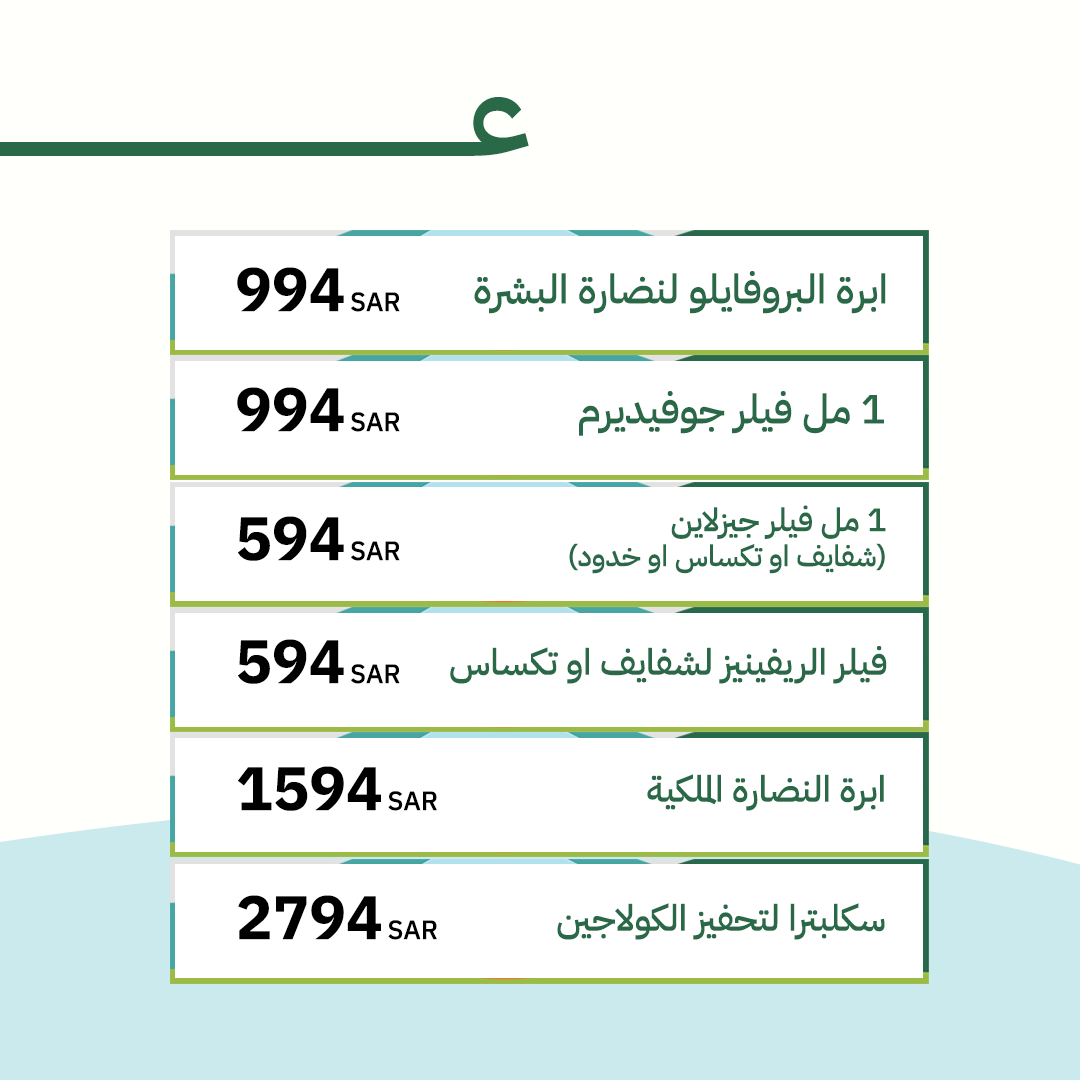 ابرة البروفايلو لنضارة البشرة
994 SAR
1 مل فيلر جوفيديرم
994 SAR
1 مل فيلر جيزلاين
(شفايف او تكساس او خدود)
594 SAR
فيلر الريفينيز لشفايف او تكساس
594 SAR
ابرة النضارة الملكية
1594 SAR
سكلبترا لتحفيز الكولاجين
2794 SAR